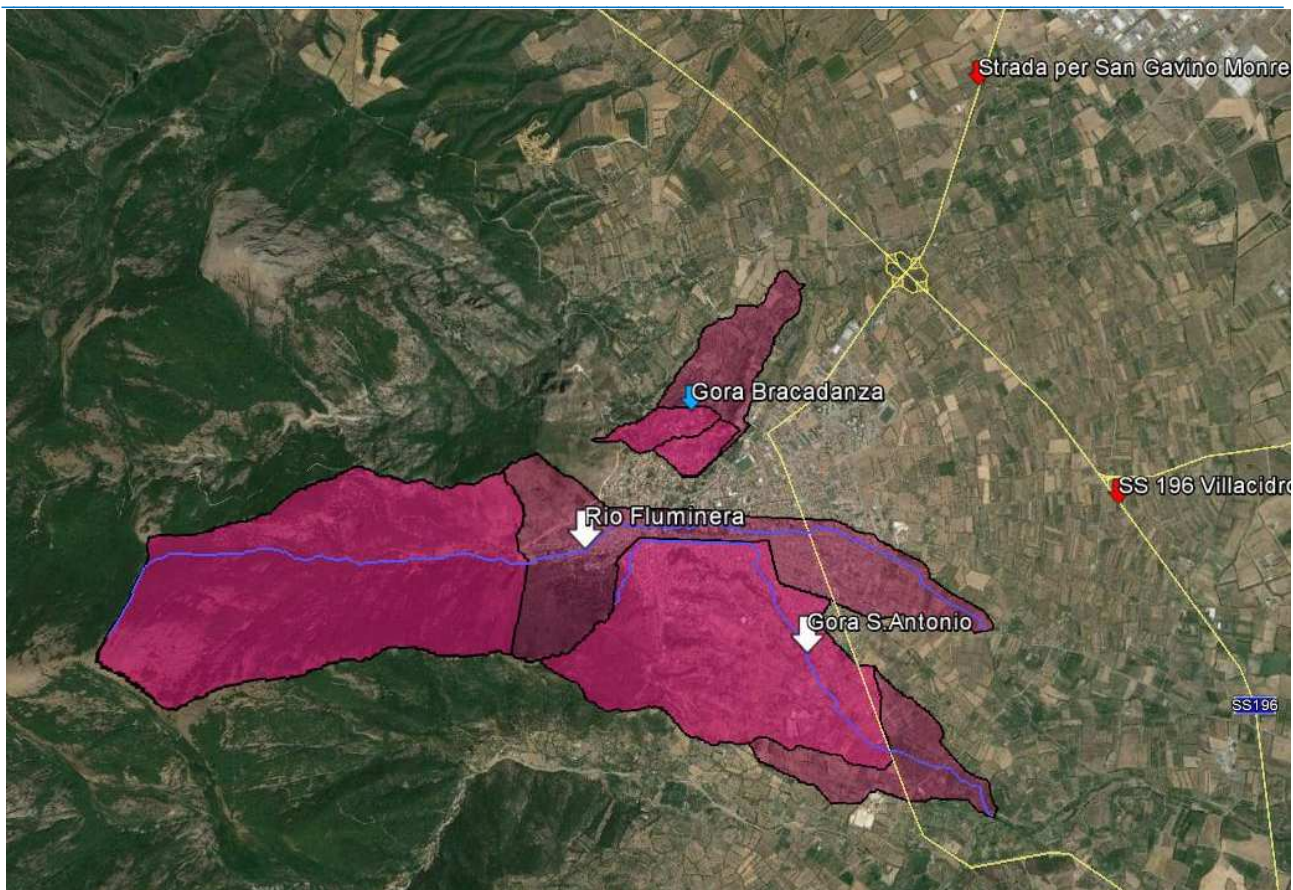 Strada per San Gavino Monre
Gora Bracadanza
SS 196 Villacidro
Rio Fluminera
Gora S.Antonio
SS196